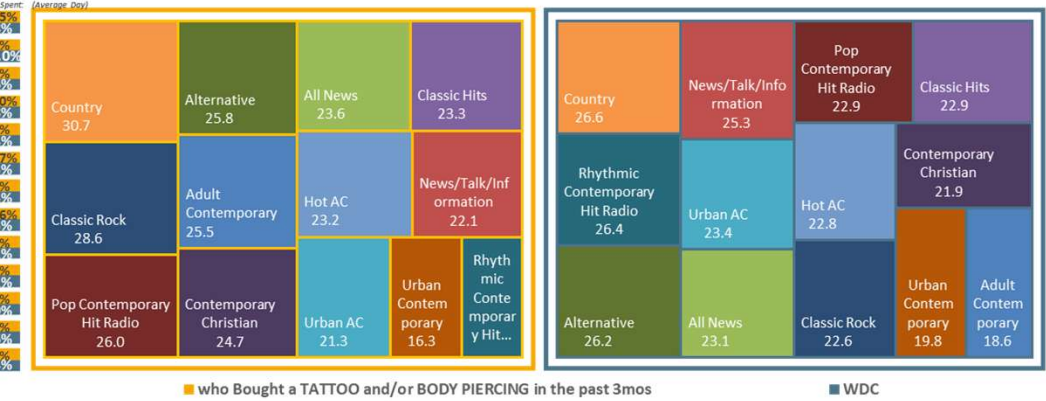 Spent: (Average Day)
Country
30.7
Alternative
25.8
All News
23.6
Classic Hits
23.3
Classic Rock
28.6
Adult
Contemporary
25.5
Hot AC
23.2
News/Talk/Inf
ormation
22.1
Pop Contemporary
Hit Radio
26.0
Contemporary
Christian
24.7
Urban AC
21.3
Urban
Contem
porary
16.3
Rhyth
mic
Conte
mporar
y Hit...
Country
26.6
News/Talk/Info
rmation
25.3
Pop
Contemporary
Hit Radio
22.9
Classic Hits
22.9
Rhythmic
Contemporary
Hit Radio
26.4
Urban AC
23.4
Hot AC
22.8
Contemporary
Christian
21.9
Alternative
26.2
All News
23.1
Classic Rock
22.6
Urban
Contem
porary
19.8
Adult
Contem
porary
18.6
who Bought a TATTOO and/or BODY PIERCING in the past 3mos
WDC